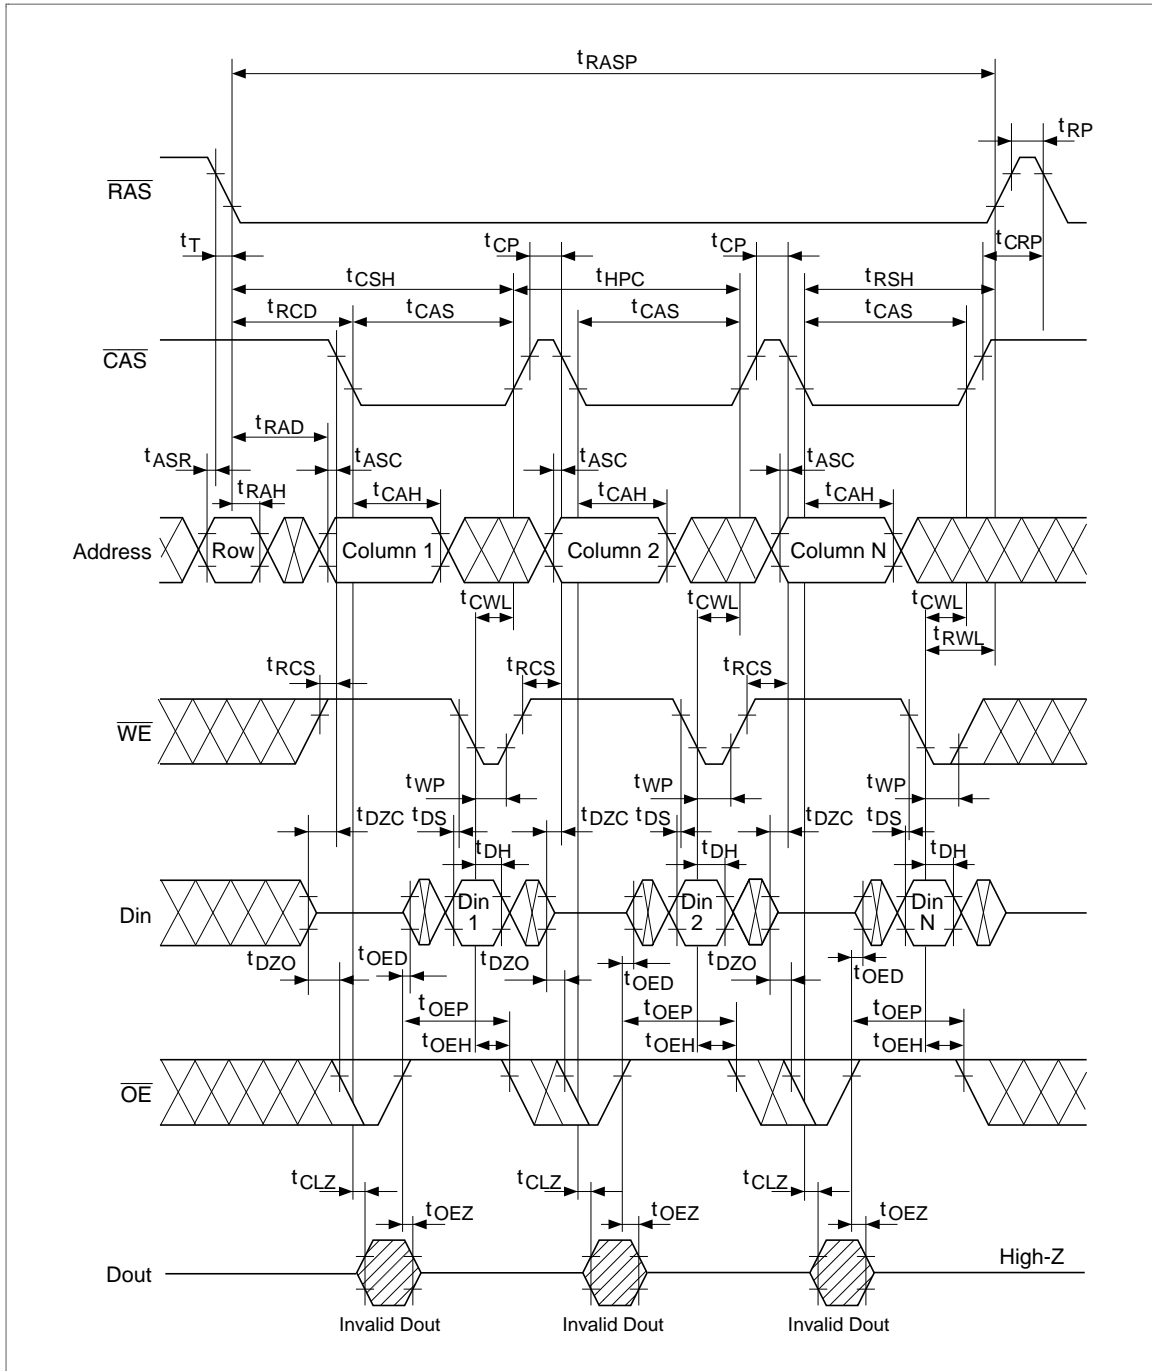 tRASP
tRP
RAS
tT
tCP
tCP
tCRP
tCSH
tHPC
tRSH
tRCD
tCAS
tCAS
tCAS
CAS
tRAD
tASR
tASC
tASC
tASC
tRAH
tCAH
tCAH
tCAH
Address
Row
Column 1
Column 2
Column N
tCWL
tCWL
tCWL
tRWL
tRCS
tRCS
tRCS
WE
tWP
tWP
tWP
tDZC
tDS
tDZC
tDS
tDZC
tDS
tDH
tDH
tDH
Din
Din 1
Din 2
Din N
tDZO
tOED
tDZO
tOED
tDZO
tOED
tOEP
tOEP
tOEP
tOEH
tOEH
tOEH
OE
tCLZ
tCLZ
tCLZ
tOEZ
tOEZ
tOEZ
Dout
High-Z
Invalid Dout
Invalid Dout
Invalid Dout